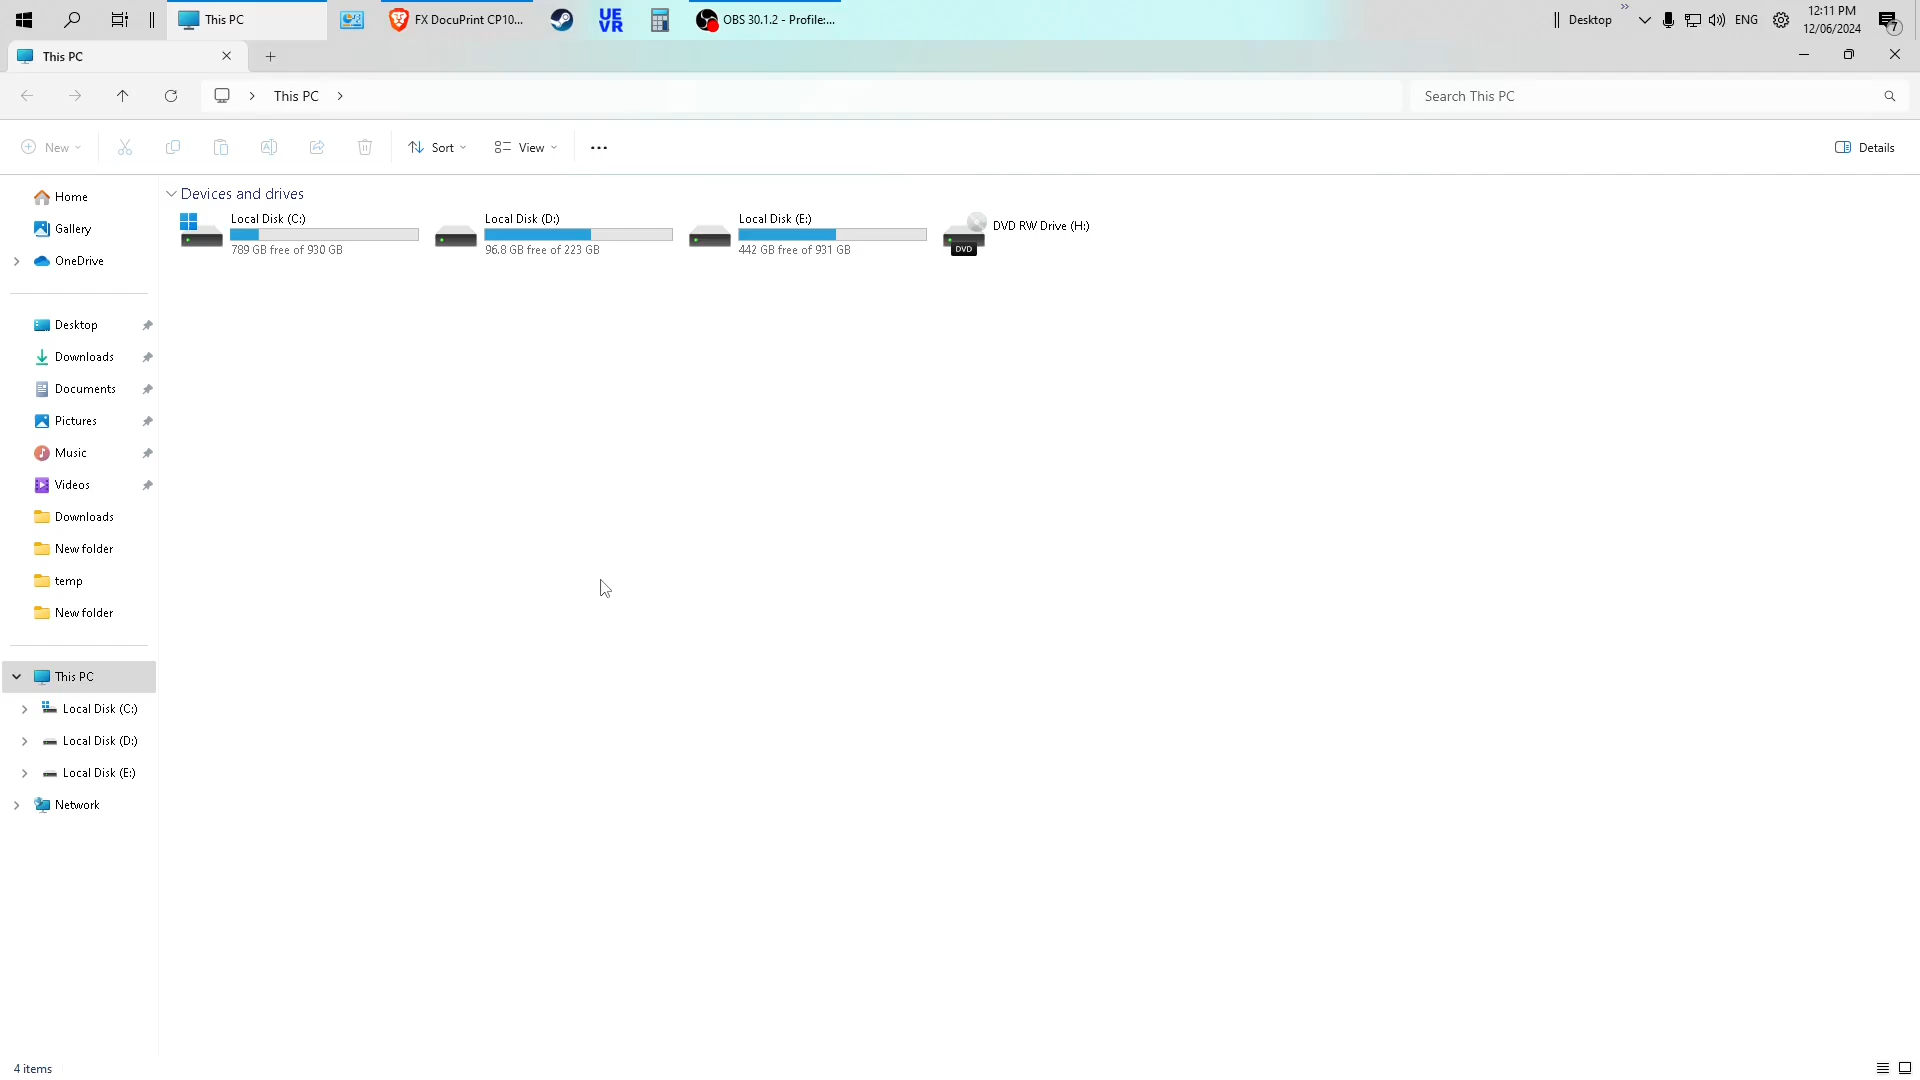 This PC
FX DocuPrint CP10...
UE
VR
OBS 30.1.2 - Profile:...
Desktop
ENG
12:11 PM
12/06/2024
7
This PC
This PC
Search This PC
New
Sort
View
Details
Home
Gallery
OneDrive
Desktop
Downloads
Documents
Pictures
Music
Videos
Downloads
New folder
temp
New folder
This PC
Local Disk (C:)
Local Disk (D:)
Local Disk (E:)
Network
Devices and drives
Local Disk (C:)
789 GB free of 930 GB
Local Disk (D:)
96.8 GB free of 223 GB
Local Disk (E:)
442 GB free of 931 GB
DVD RW Drive (H:)
DVD
4 items